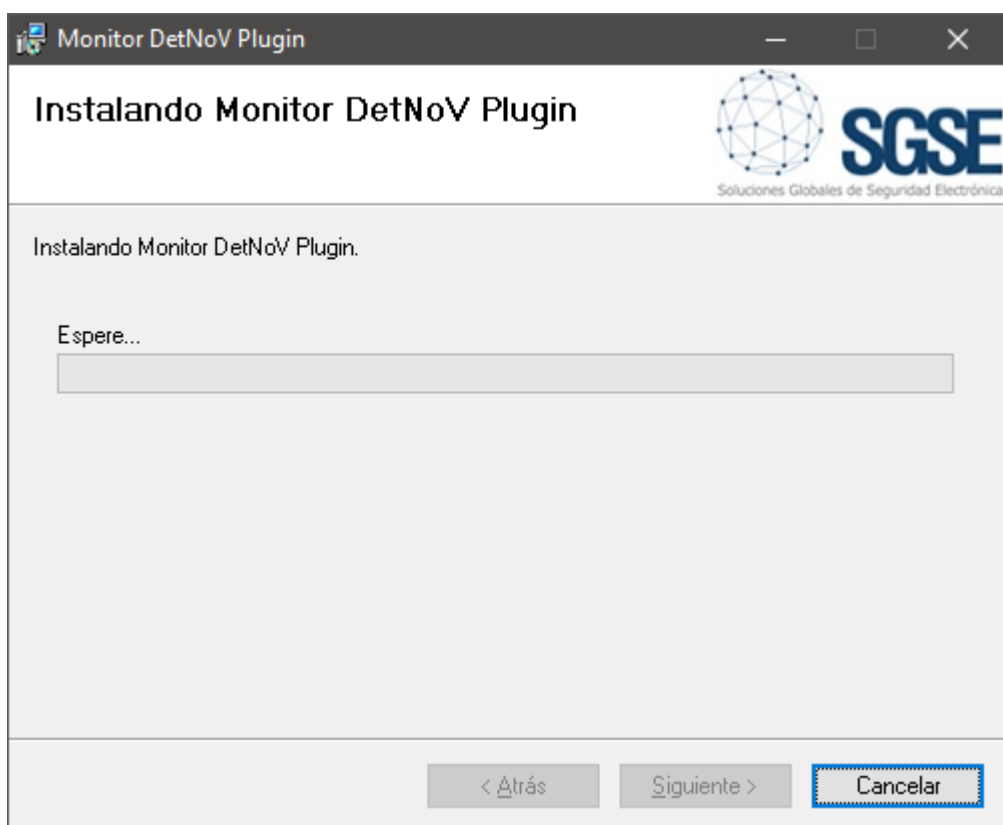 Monitor DetNoV Plugin
Instalando Monitor DetNoV Plugin
SGSE
Soluciones Globales de Seguridad Electrónica
Instalando Monitor DetNoV Plugin.
Espere...
< Atrás
Siguiente >
Cancelar